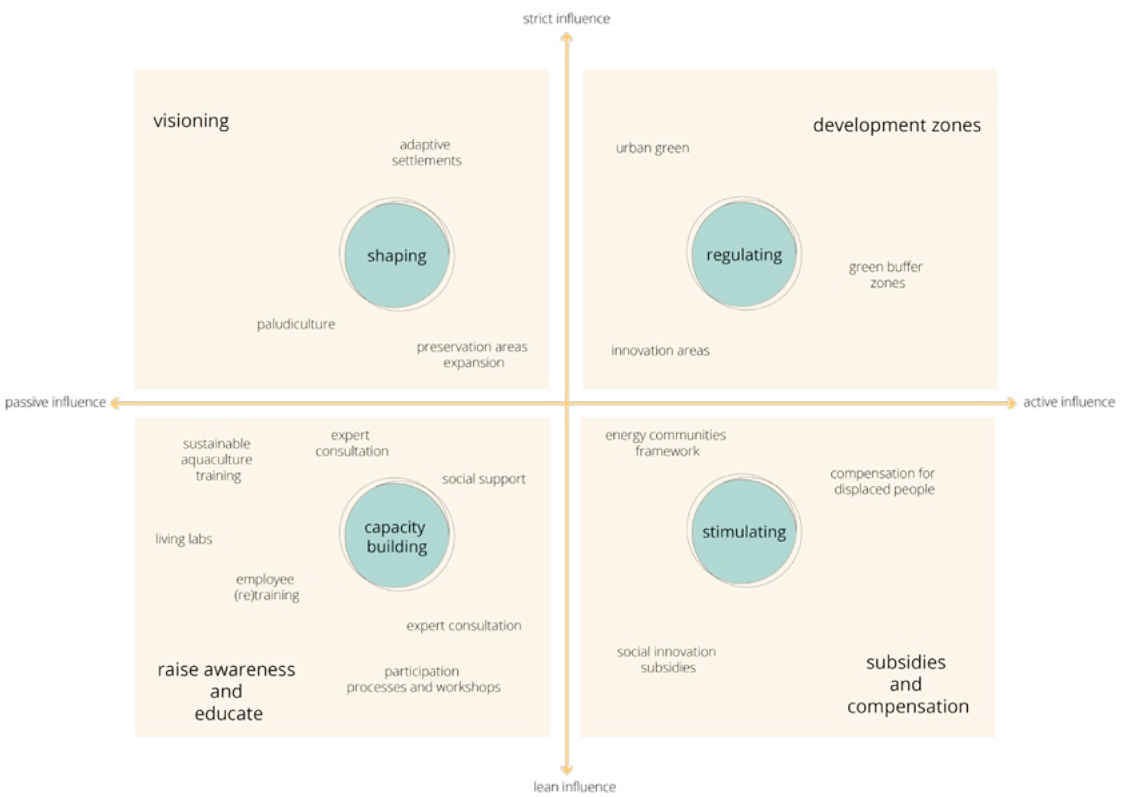 strict influence
visioning
adaptive
settlements
shaping
paludiculture
preservation areas
expansion
development zones
urban green
regulating
green buffer
zones
innovation areas
passive influence
active influence
sustainable
aquaculture
training
expert
consultation
social support
living labs
capacity
building
employee
(re)training
expert consultation
raise awareness
and
educate
participation
processes and workshops
energy communities
framework
compensation for
displaced people
stimulating
social innovation
subsidies
subsidies
and
compensation
lean influence